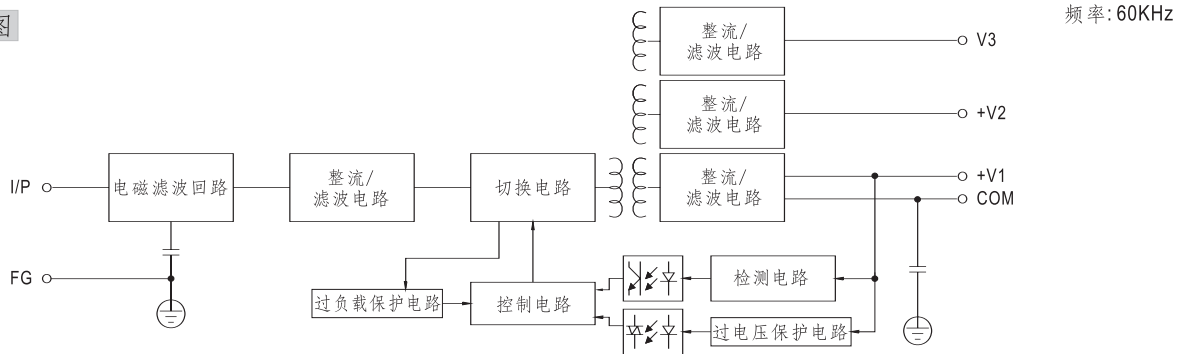 图
频率:60KHz
整流/
滤波电路
V3
整流/
滤波电路
+V2
I/P
电磁滤波回路
整流/
滤波电路
切换电路
整流/
滤波电路
+V1
COM
FG
过负载保护电路
控制电路
检测电路
过电压保护电路